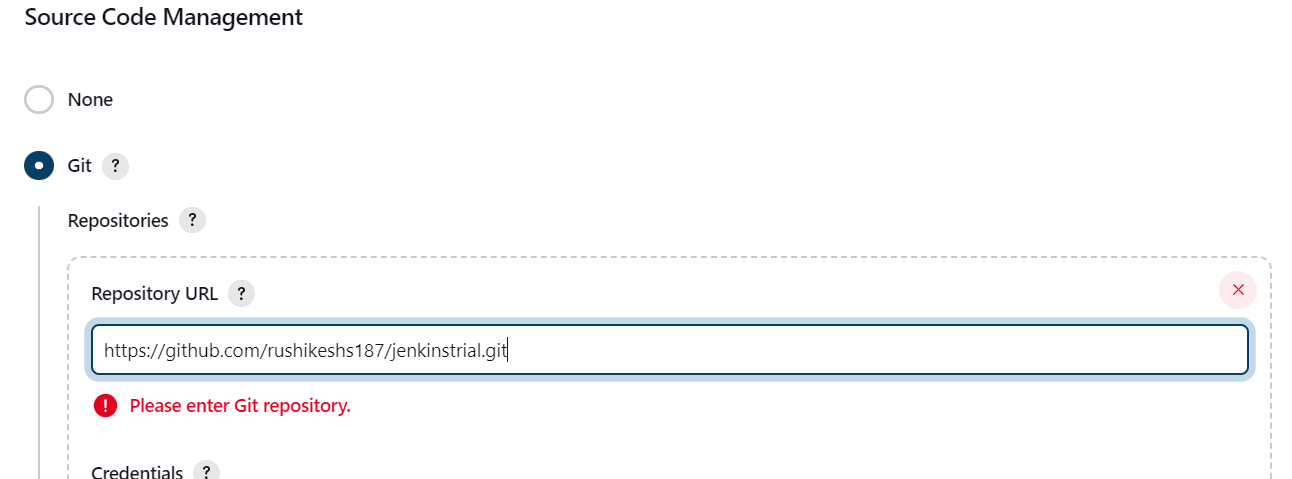 Source Code Management
None
Git ?
Repositories ?
Repository URL ?
https://github.com/rushikeshs187/jenkinstrial.git
Please enter Git repository.
Credentials ?